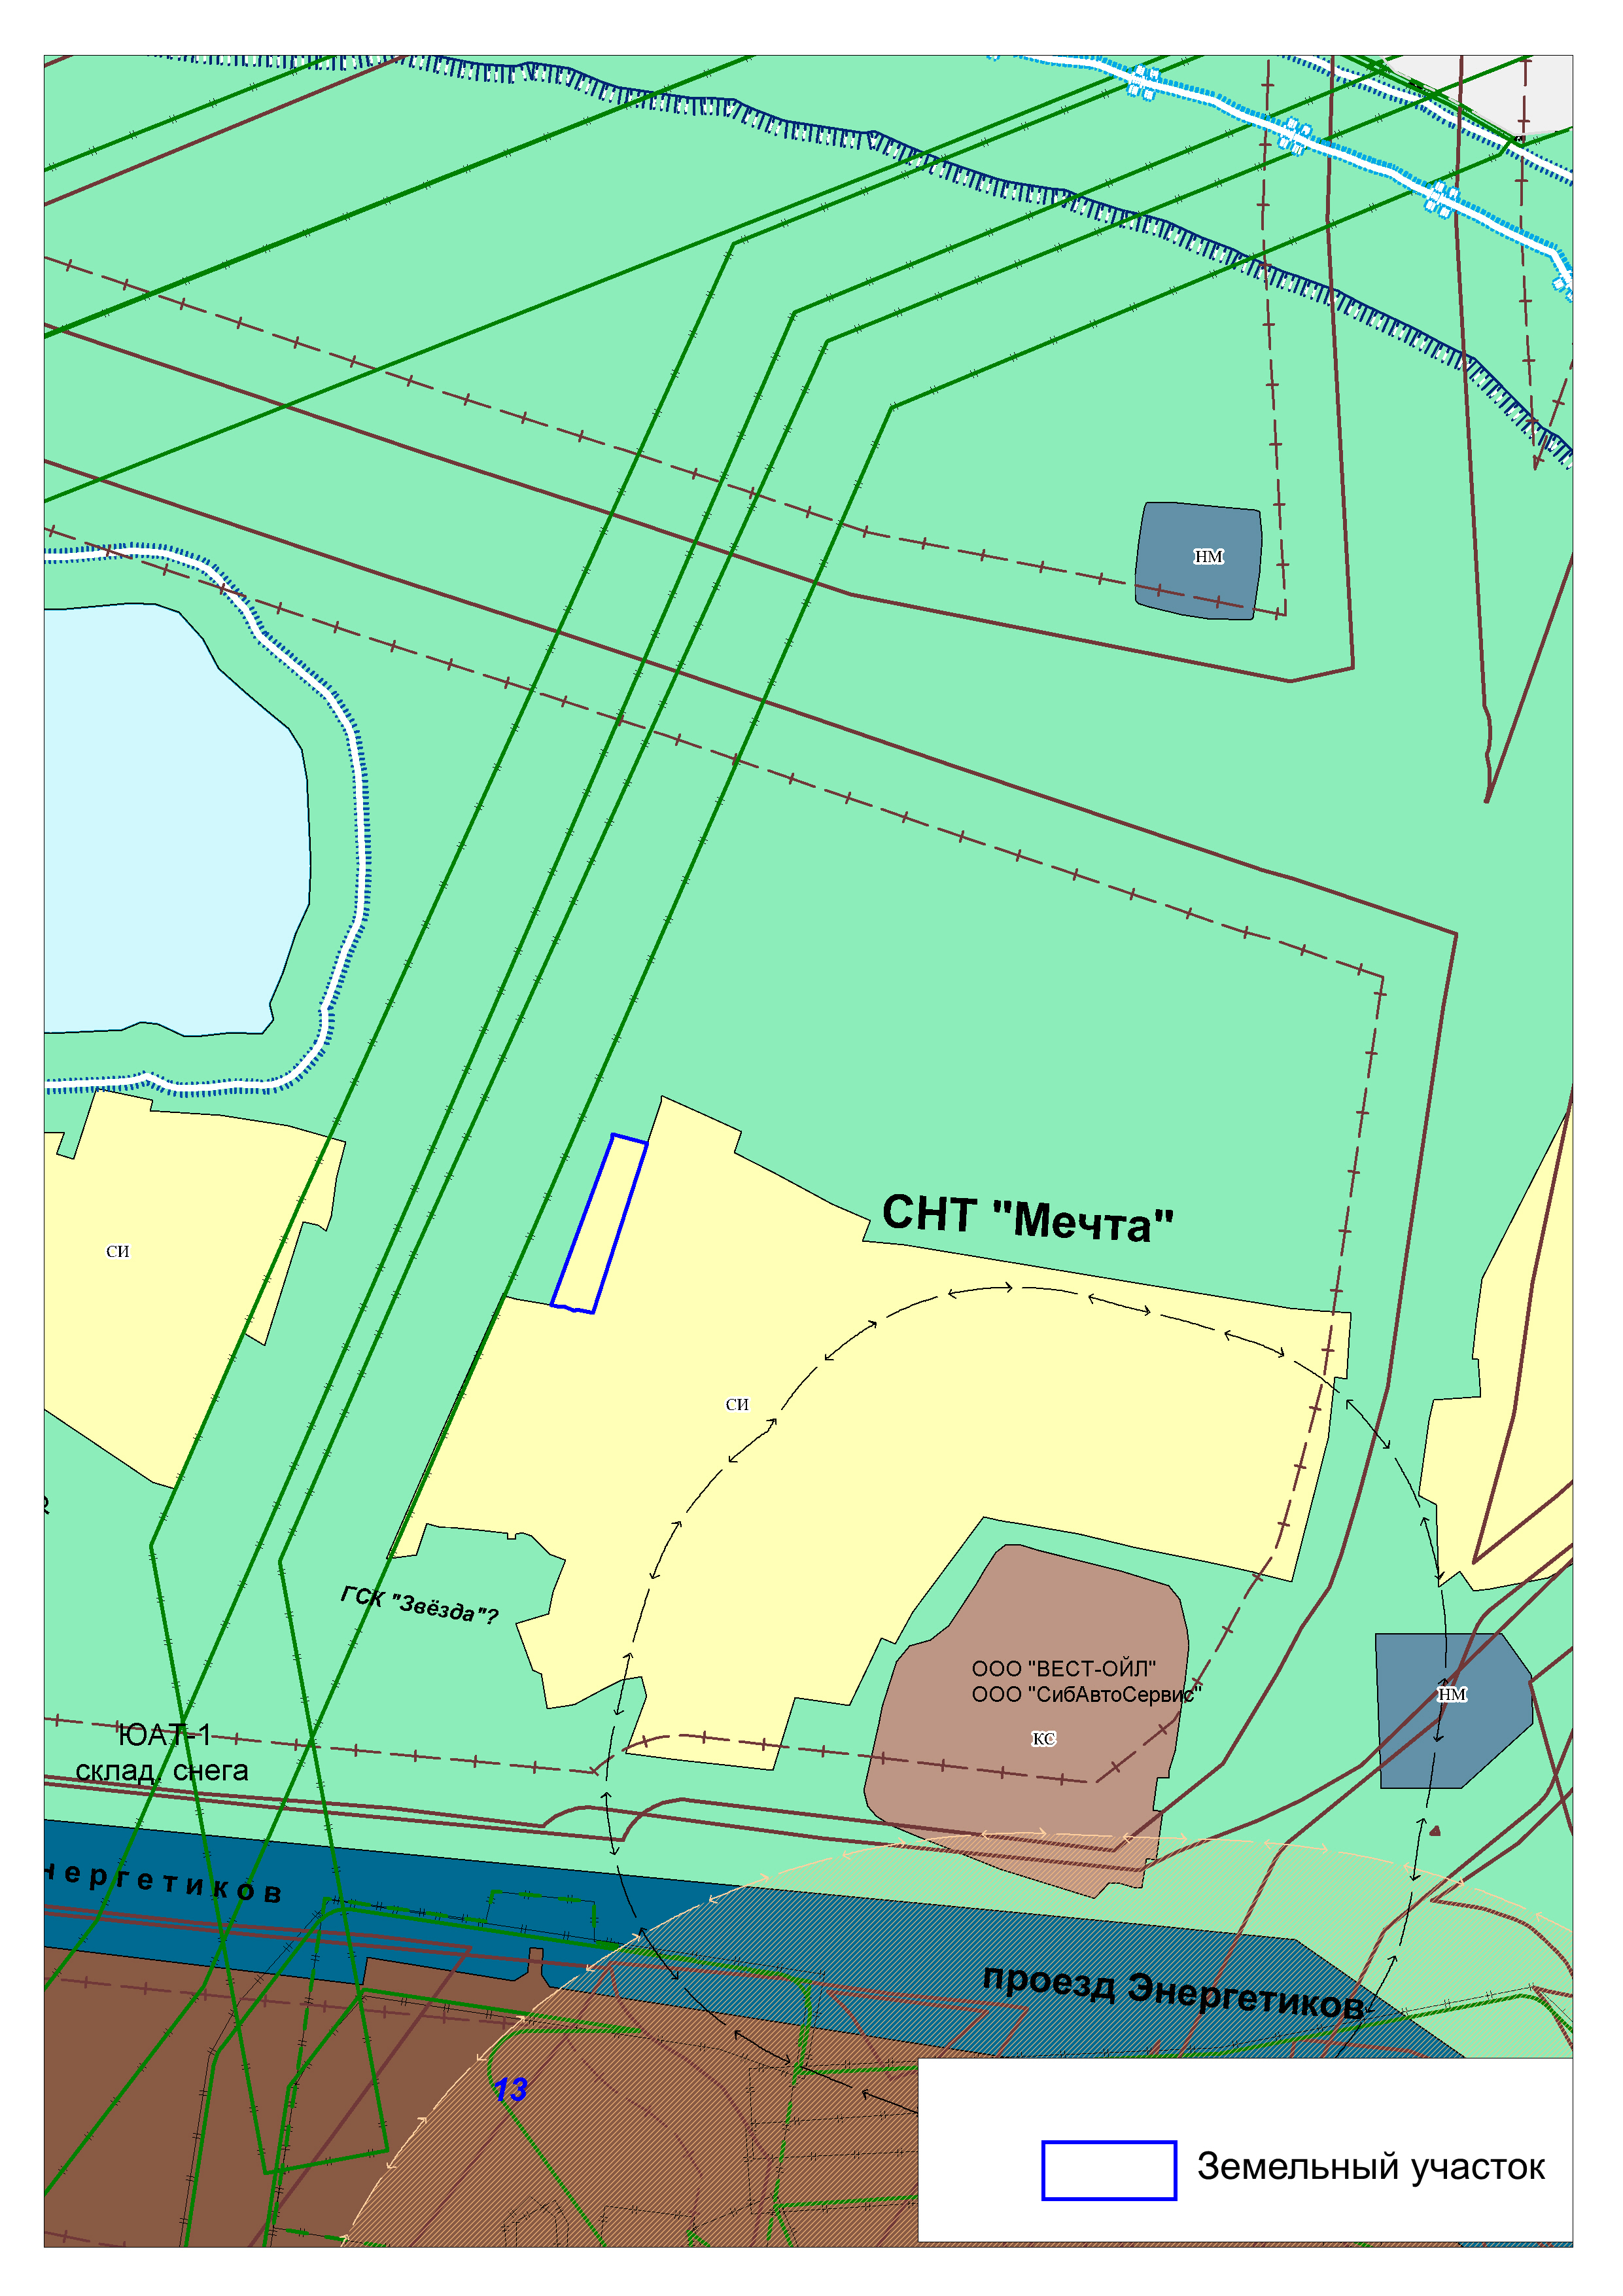 НМ
СНТ "Мечта"
СИ
СИ
ГСК "Звёзда"?
ООО "ВЕСТ-ОЙЛ"
ООО "СибАвтоСервис"
НМ
КС
ЮАТ-1
склад снега
нергетиков
проезд Энергетиков
13
Земельный участок